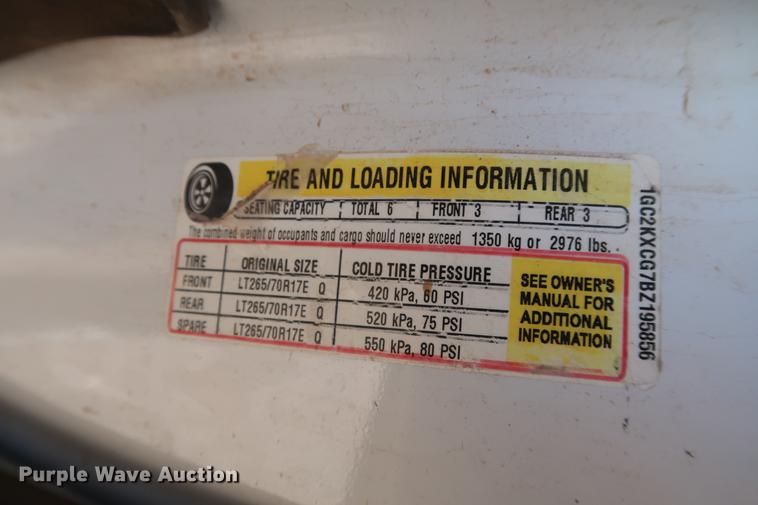 TIRE AND LOADING INFORMATION
SEATING CAPACITY TOTAL 6 FRONT 3 REAR 3
The combined weight of occupants and cargo should never exceed 1350 kg or 2976 lbs.
TIRE ORIGINAL SIZE COLD TIRE PRESSURE
FRONT LT265/70R17E Q 420 kPa, 60 PSI
REAR LT265/70R17E Q 520 kPa, 75 PSI
SPARE LT265/70R17E Q 550 kPa, 80 PSI
SEE OWNER'S
MANUAL FOR
ADDITIONAL
INFORMATION
1GC2KXCG7BZ195856
Purple Wave Auction